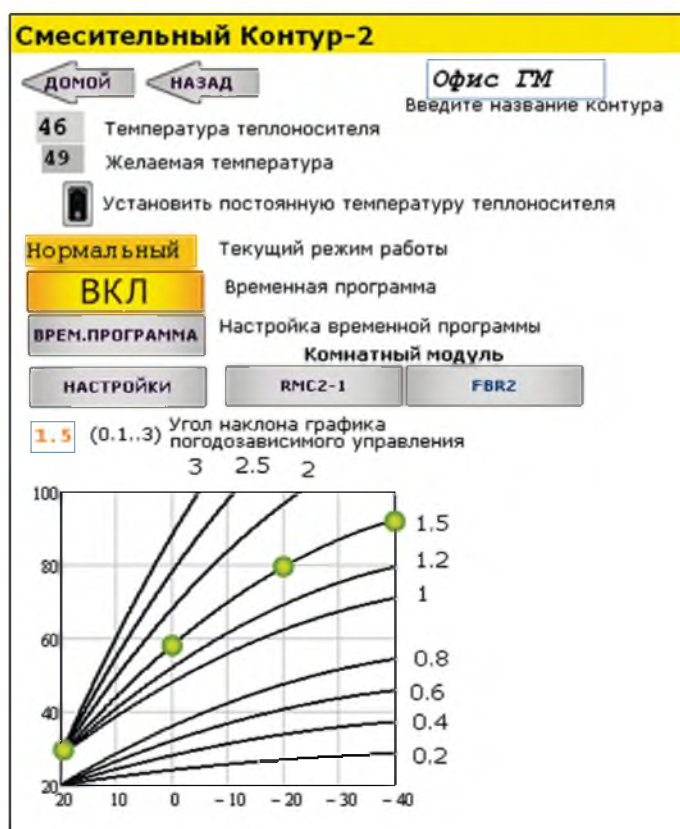 Смесительный Контур-2
ДОМОЙ НАЗАД Офис ГМ
Введите название контура
46 Температура теплоносителя
49 Желаемая температура
Установить постоянную температуру теплоносителя
Нормальный Текущий режим работы
ВКЛ Временная программа
ВРЕМ.ПРОГРАММА Настройка временной программы
Комнатный модуль
НАСТРОЙКИ RMC2-1 FBR2
1.5 (0.1..3) Угол наклона графика
погодозависимого управления
3 2.5 2
100
1.5
80
1.2
1
60
0.8
0.6
40
0.4
0.2
20
20 10 0 -10 -20 -30 -40